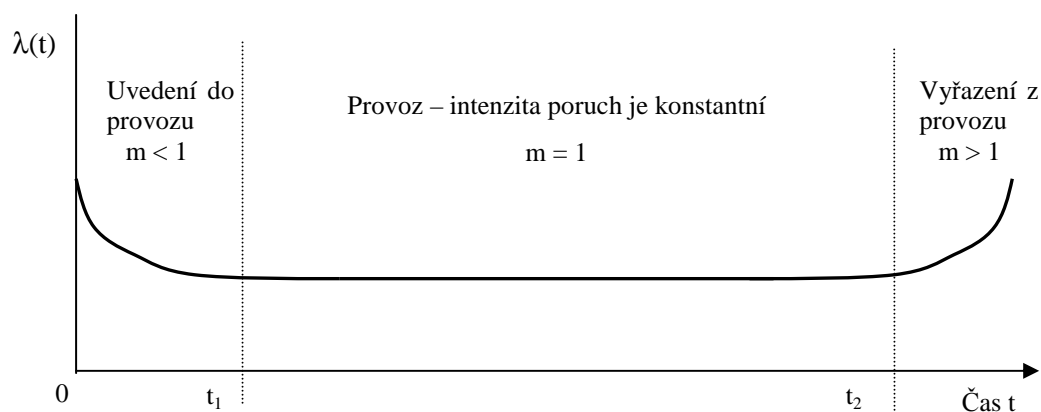 λ(t)
Uvedení do
provozu
m < 1
Provoz – intenzita poruch je konstantní
m = 1
Vyřazení z
provozu
m > 1
0
t₁
t₂
Čas t